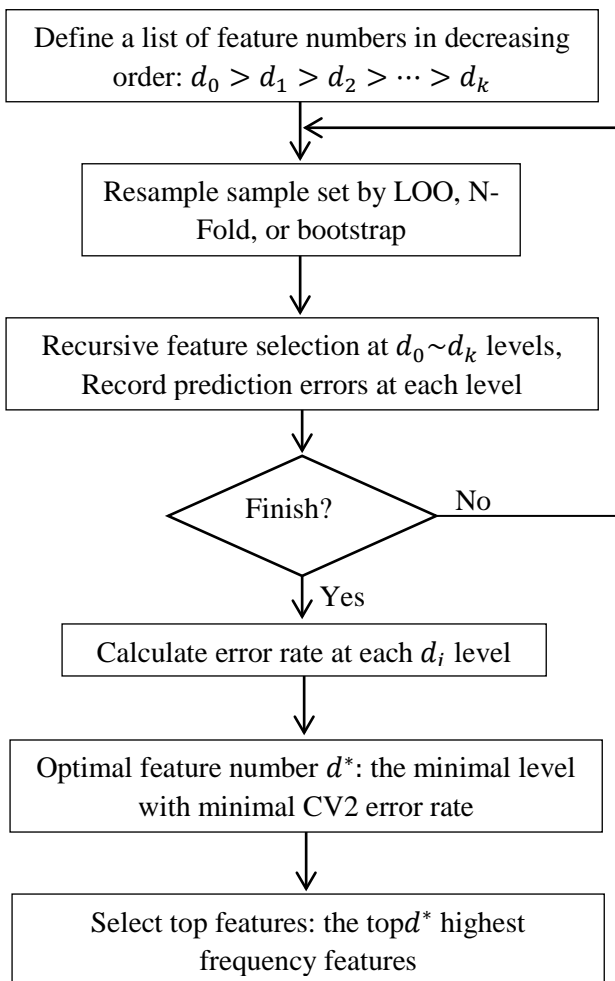 Define a list of feature numbers in decreasing
order: 𝑑₀ > 𝑑₁ > 𝑑₂ > ⋯ > 𝑑ₖ
Resample sample set by LOO, N-
Fold, or bootstrap
Recursive feature selection at 𝑑₀~𝑑ₖ levels,
Record prediction errors at each level
Finish?
No
Yes
Calculate error rate at each 𝑑ᵢ level
Optimal feature number 𝑑*: the minimal level
with minimal CV2 error rate
Select top features: the top𝑑* highest
frequency features